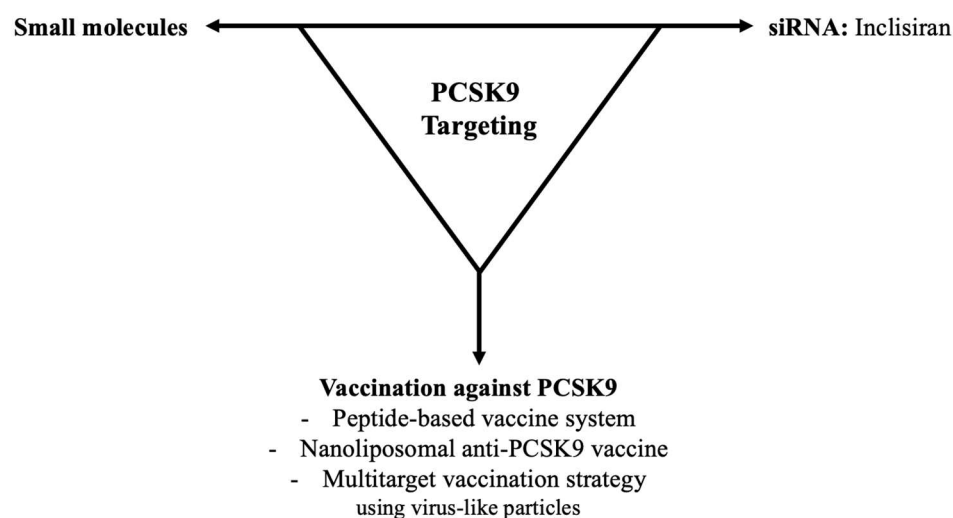 Small molecules
siRNA: Inclisiran
PCSK9
Targeting
Vaccination against PCSK9
- Peptide-based vaccine system
- Nanoliposomal anti-PCSK9 vaccine
- Multitarget vaccination strategy
using virus-like particles